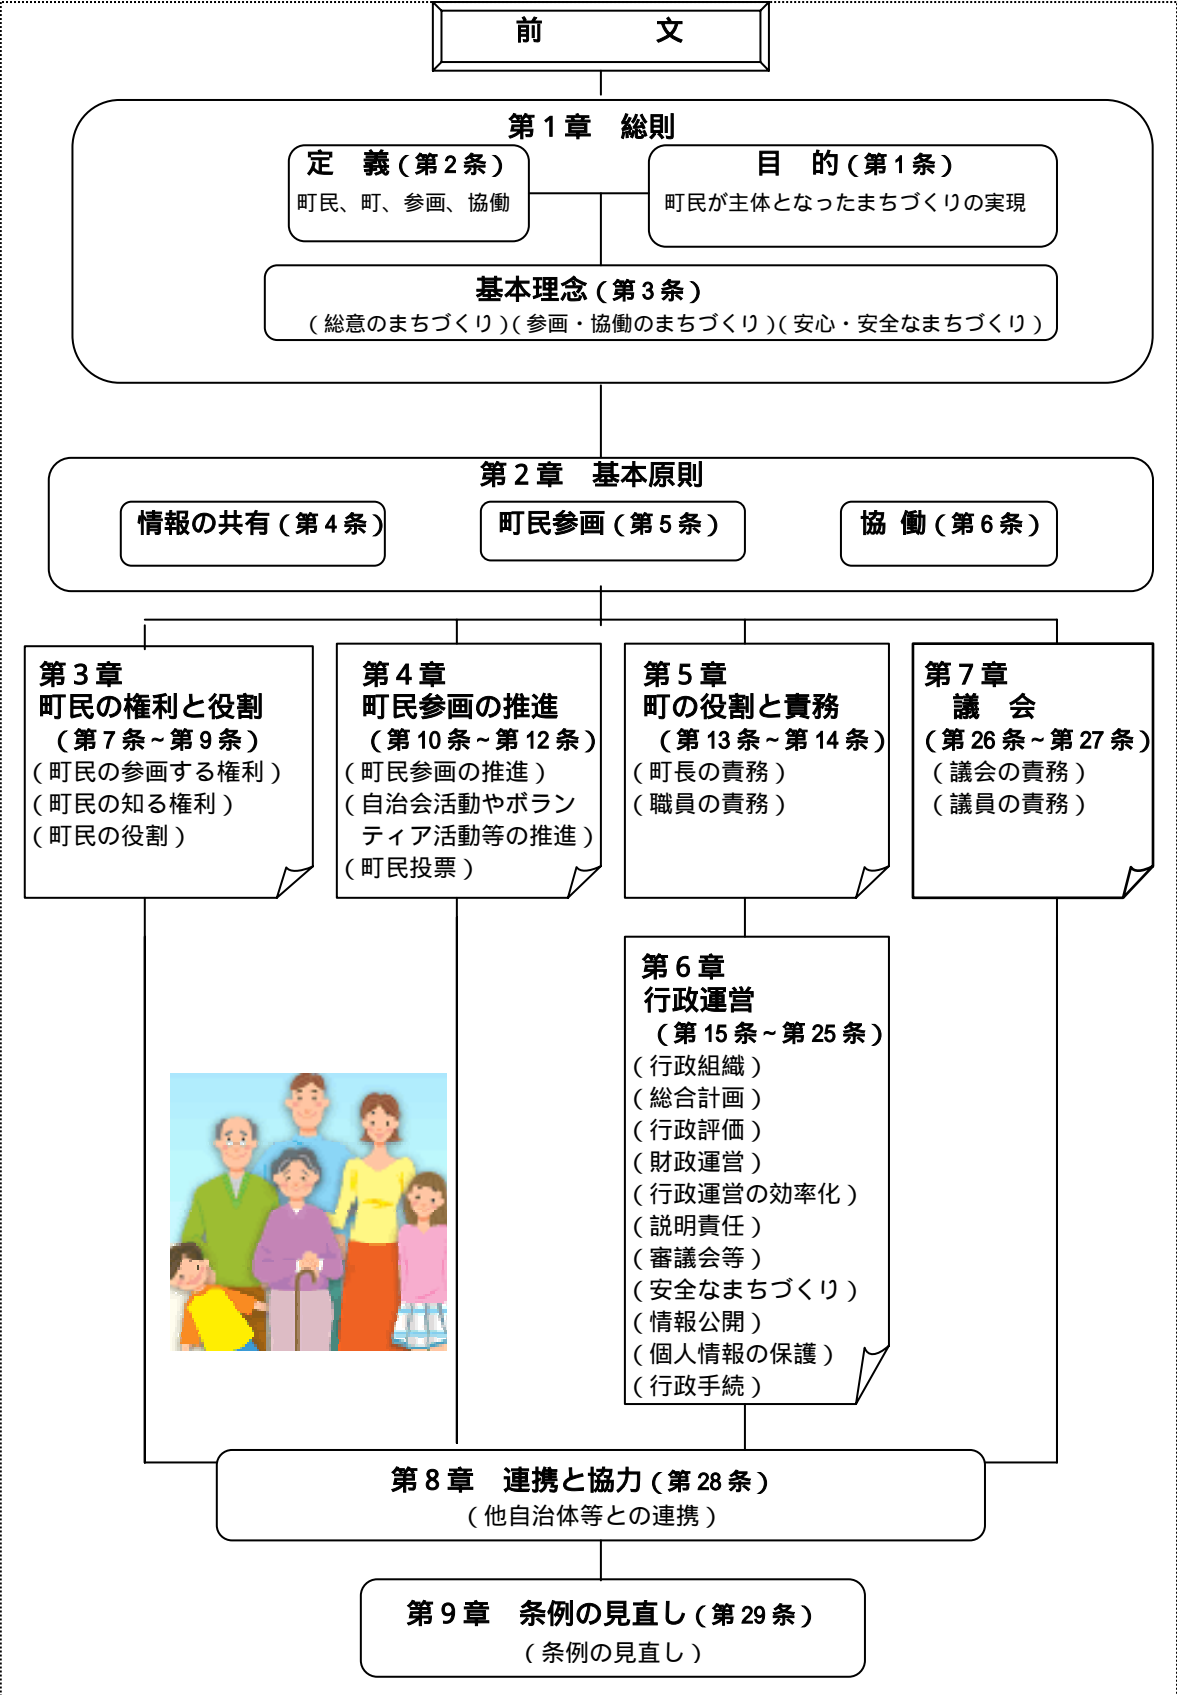 前　　　文
第１章　総則
定　義（第２条）
町民、町、参画、協働
目　的（第１条）
町民が主体となったまちづくりの実現
基本理念（第３条）
（総意のまちづくり）（参画・協働のまちづくり）（安心・安全なまちづくり）
第２章　基本原則
情報の共有（第４条）
町民参画（第５条）
協 働（第６条）
第３章
町民の権利と役割
（第７条～第９条）
（町民の参画する権利）
（町民の知る権利）
（町民の役割）
第４章
町民参画の推進
（第10条～第12条）
（町民参画の推進）
（自治会活動やボラン
ティア活動等の推進）
（町民投票）
第５章
町の役割と責務
（第13条～第14条）
（町長の責務）
（職員の責務）
第７章
議　会
（第26条～第27条）
（議会の責務）
（議員の責務）
第６章
行政運営
（第15条～第25条）
（行政組織）
（総合計画）
（行政評価）
（財政運営）
（行政運営の効率化）
（説明責任）
（審議会等）
（安全なまちづくり）
（情報公開）
（個人情報の保護）
（行政手続）
第８章　連携と協力（第28条）
（他自治体等との連携）
第９章　条例の見直し（第29条）
（条例の見直し）